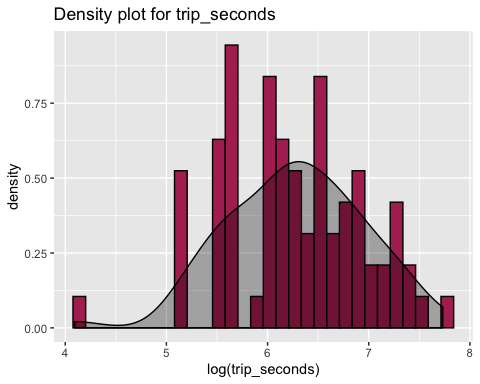 Density plot for trip_seconds
density
0.75
0.50
0.25
0.00
4 5 6 7 8
log(trip_seconds)